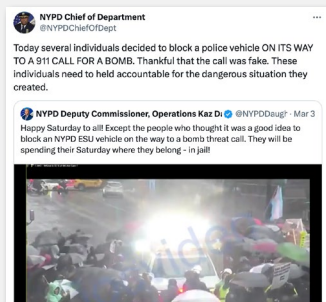 NYPD Chief of Department
@NYPDChiefOfDept
Today several individuals decided to block a police vehicle ON ITS WAY
TO A 911 CALL FOR A BOMB. Thankful that the call was fake. These
individuals need to held accountable for the dangerous situation they
created.
NYPD Deputy Commissioner, Operations Kaz D @NYPDDaugh · Mar 3
Happy Saturday to all! Except the people who thought it was a good idea to
block an NYPD ESU vehicle on the way to a bomb threat call. They will be
spending their Saturday where they belong - in jail!